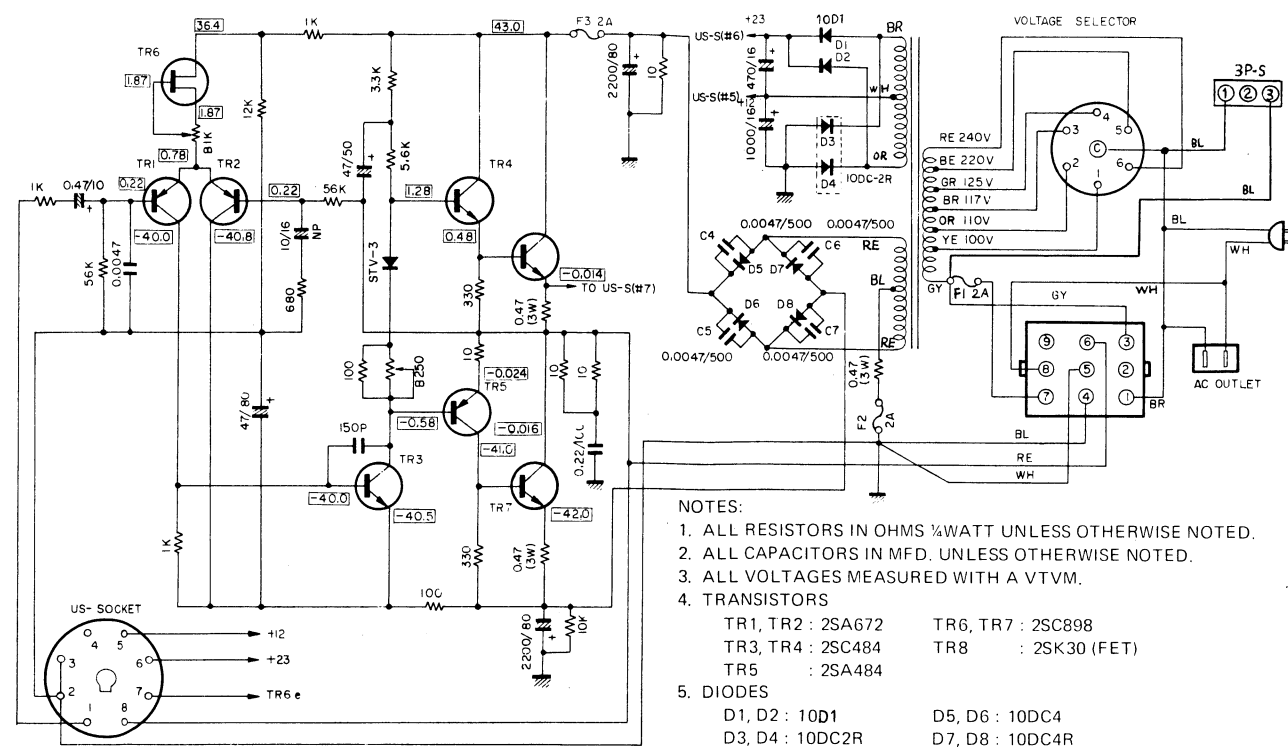 36.4
1K
43.0
F3 2A
TR6
1.87
1.87
B1K
12K
3.3K
2200/80
+
10
US-S(#6)
+23
10D1
D1
D2
BR
470/16
+
WH
US-S(#5)
+12
1000/16
+
D3
D4
OR
10DC-2R
VOLTAGE SELECTOR
3P-S
1
2
3
RE 240V
BE 220V
GR 125V
BR 117V
OR 110V
YE 100V
4
3
5
C
2
6
1
BL
BL
BL
WH
GY
F1 2A
GY
WH
AC OUTLET
9
6
3
8
5
2
7
4
1
BR
0.78
TR1
TR2
1K
0.47/10
+
0.22
0.22
56K
47/50
+
5.6K
TR4
1.28
0.48
-40.0
-40.8
56K
0.0047
10/16
NP
680
STV-3
330
-0.014
TO US-S(#7)
0.47
(3W)
0.0047/500
0.0047/500
C4
D5
D7
C6
RE
BL
D6
D8
C5
C7
RE
0.0047/500
0.0047/500
0.47
(3W)
F2
2A
BL
RE
WH
100
B250
10
-0.024
TR5
10
10
47/80
+
150P
-0.58
-0.016
-41.0
TR3
-40.0
-40.5
TR7
-42.0
0.22/100
1K
330
0.47
(3W)
100
2200/80
+
10K
US-SOCKET
4
5
3
6
2
7
1
8
+12
+23
TR6 e
NOTES:
1. ALL RESISTORS IN OHMS ¼WATT UNLESS OTHERWISE NOTED.
2. ALL CAPACITORS IN MFD. UNLESS OTHERWISE NOTED.
3. ALL VOLTAGES MEASURED WITH A VTVM.
4. TRANSISTORS
TR1, TR2 : 2SA672 TR6, TR7 : 2SC898
TR3, TR4 : 2SC484 TR8 : 2SK30 (FET)
TR5 : 2SA484
5. DIODES
D1, D2 : 10D1 D5, D6 : 10DC4
D3, D4 : 10DC2R D7, D8 : 10DC4R